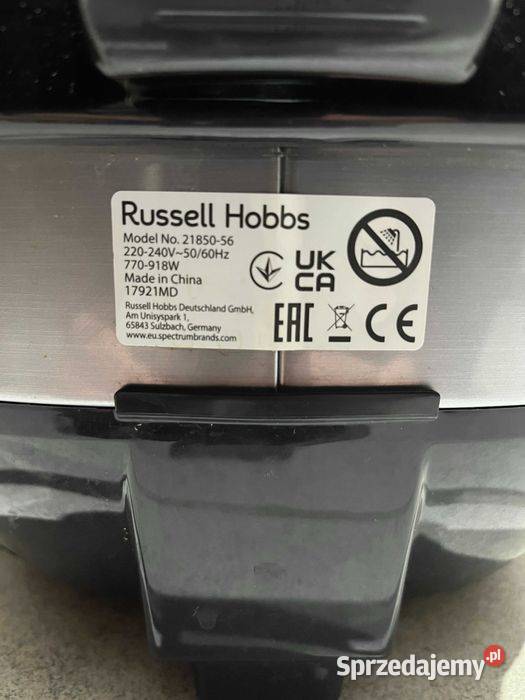 Russell Hobbs
Model No. 21850-56
220-240V~50/60Hz
770-918W
Made in China
17921MD
Russell Hobbs Deutschland GmbH,
Am Unisyspark 1,
65843 Sulzbach, Germany
www.eu.spectrumbrands.com
UK
CA
EAC
CE
Sprzedajemy.pl